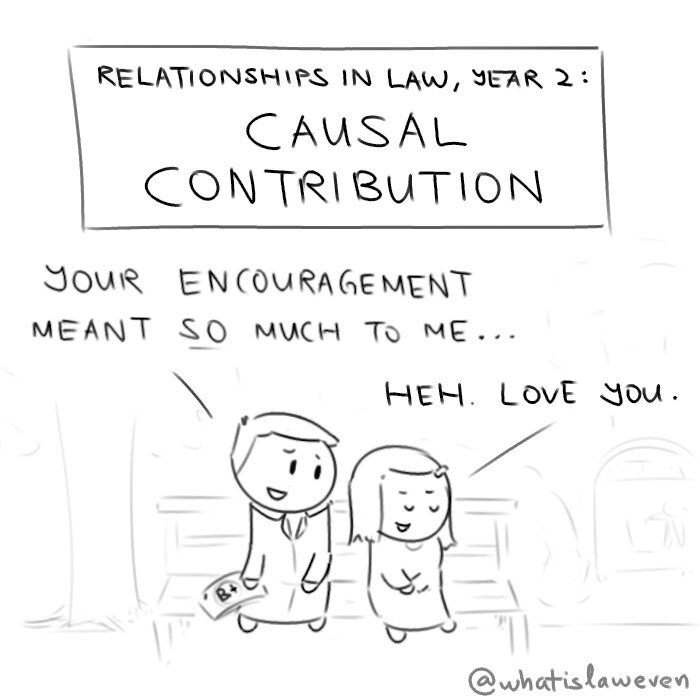 RELATIONSHIPS IN LAW, YEAR 2:
CAUSAL
CONTRIBUTION
YOUR ENCOURAGEMENT
MEANT SO MUCH TO ME...
HEH. LOVE YOU.
B+
@whatislaweven